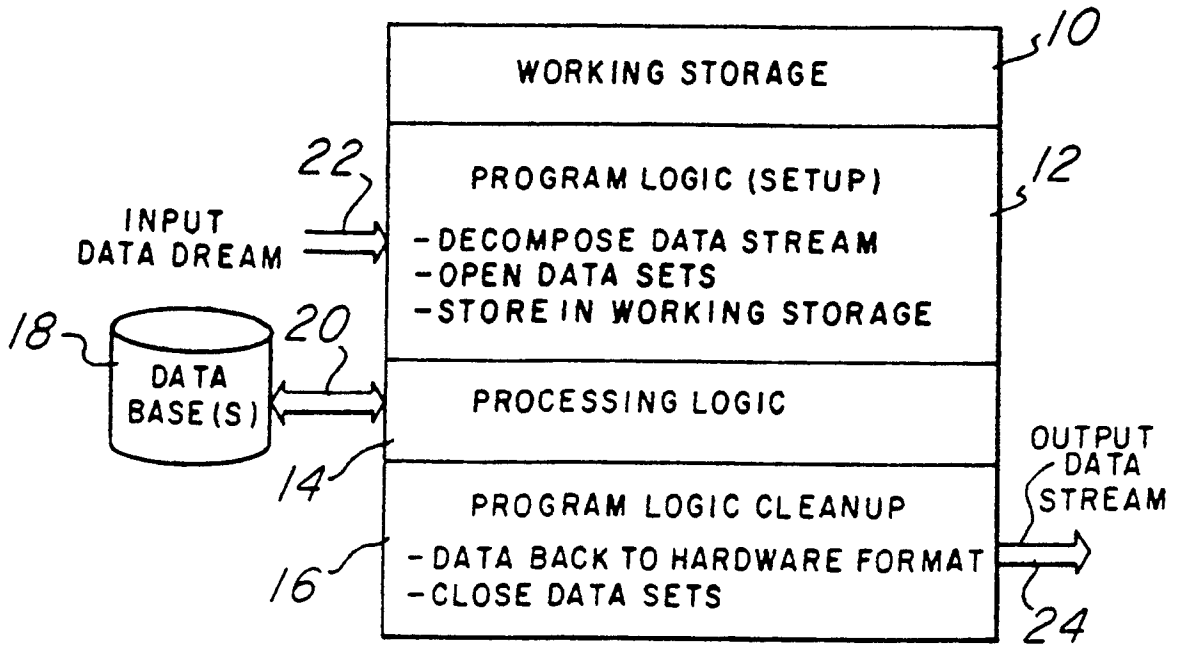 10
WORKING STORAGE
12
22
PROGRAM LOGIC (SETUP)
INPUT
DATA DREAM
-DECOMPOSE DATA STREAM
-OPEN DATA SETS
-STORE IN WORKING STORAGE
18
20
DATA
BASE(S)
PROCESSING LOGIC
14
OUTPUT
DATA
STREAM
PROGRAM LOGIC CLEANUP
-DATA BACK TO HARDWARE FORMAT
-CLOSE DATA SETS
16
24